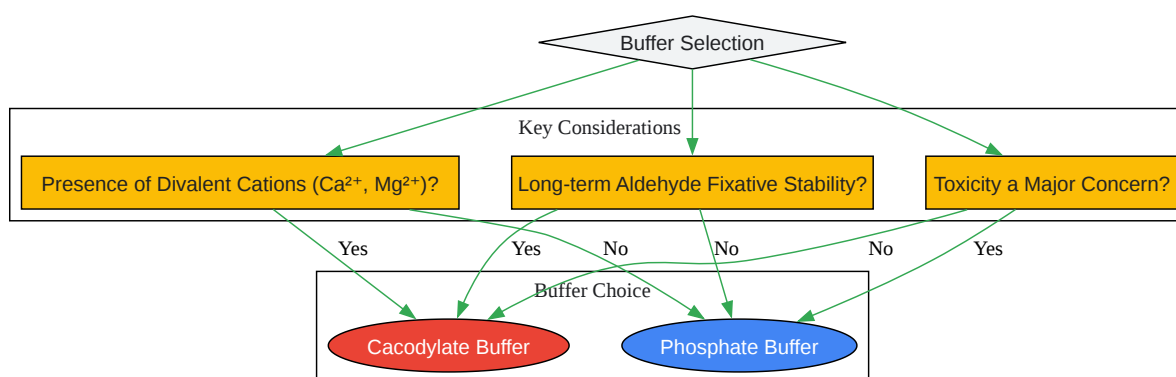 Buffer Selection
Key Considerations
Presence of Divalent Cations (Ca²⁺, Mg²⁺)?
Long-term Aldehyde Fixative Stability?
Toxicity a Major Concern?
Yes
Yes
No
No
No
Yes
Buffer Choice
Cacodylate Buffer
Phosphate Buffer